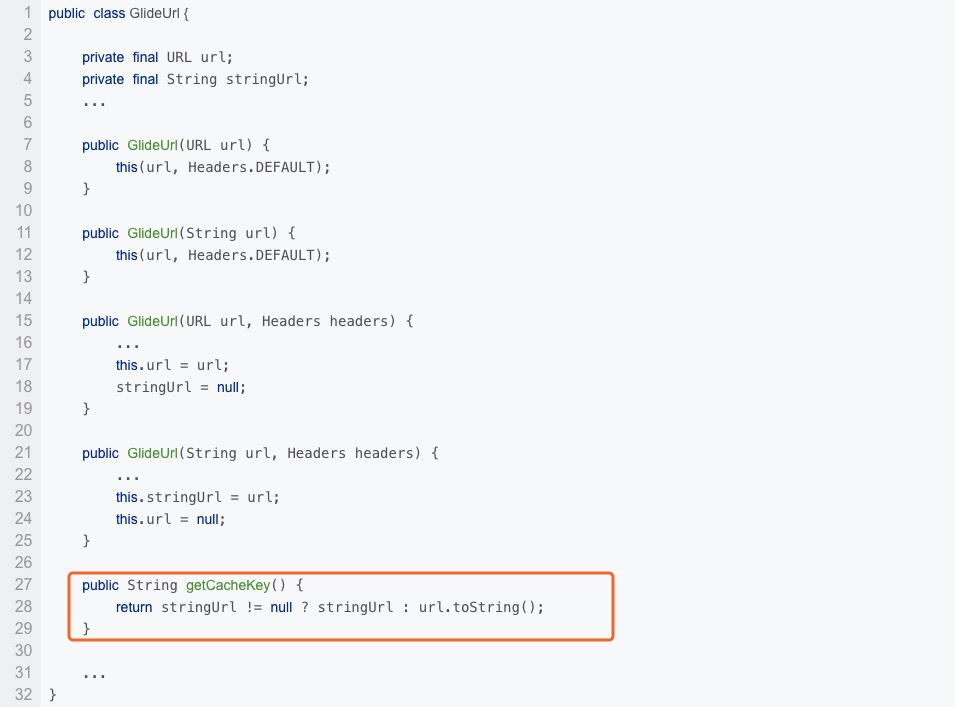 1 public class GlideUrl {
2
3 private final URL url;
4 private final String stringUrl;
5 ...
6
7 public GlideUrl(URL url) {
8 this(url, Headers.DEFAULT);
9 }
10
11 public GlideUrl(String url) {
12 this(url, Headers.DEFAULT);
13 }
14
15 public GlideUrl(URL url, Headers headers) {
16 ...
17 this.url = url;
18 stringUrl = null;
19 }
20
21 public GlideUrl(String url, Headers headers) {
22 ...
23 this.stringUrl = url;
24 this.url = null;
25 }
26
27 public String getCacheKey() {
28 return stringUrl != null ? stringUrl : url.toString();
29 }
30
31 ...
32 }